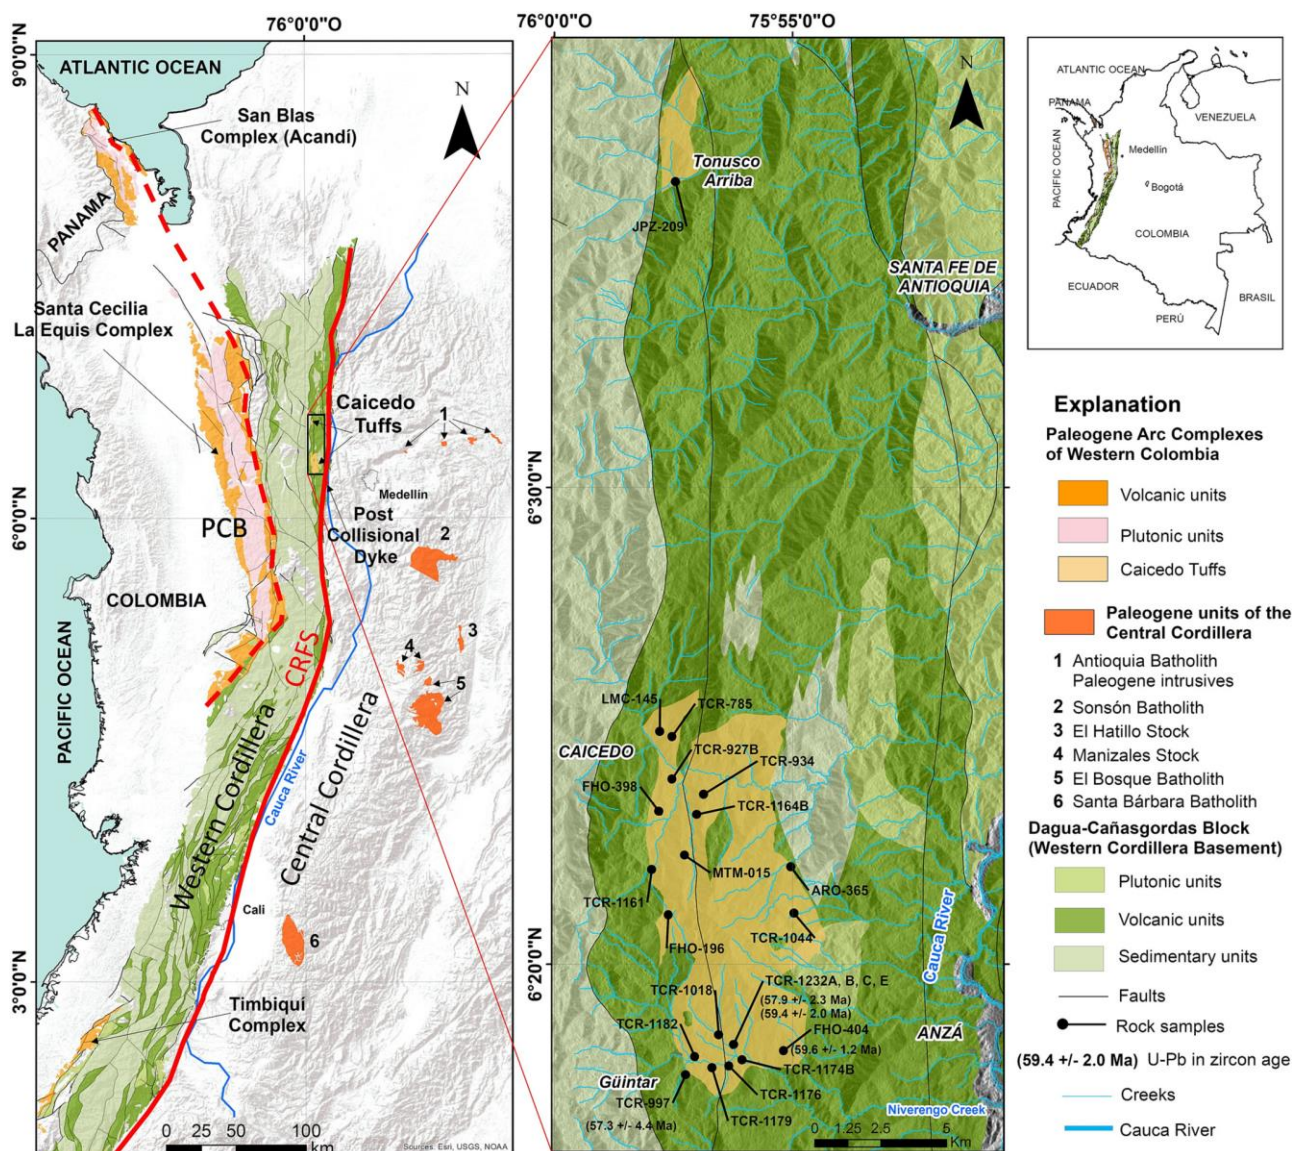 76°0'0"O
9°0'0"N
6°0'0"N
3°0'0"N
ATLANTIC OCEAN
N
San Blas
Complex (Acandí)
PANAMA
Santa Cecilia
La Equis Complex
Caicedo
Tuffs
1
Medellín
Post
Collisional
Dyke
2
PCB
COLOMBIA
PACIFIC OCEAN
CRFS
3
4
5
Western Cordillera
Cauca River
Central Cordillera
Cali
6
Timbiquí
Complex
0 25 50 100
km
Sources: Esri, USGS, NOAA
76°0'0"O
75°55'0"O
6°30'0"N
6°20'0"N
N
Tonusco
Arriba
JPZ-209
SANTA FE DE
ANTIOQUIA
LMC-145
TCR-785
CAICEDO
TCR-927B
TCR-934
FHO-398
TCR-1164B
MTM-015
ARO-365
TCR-1161
FHO-196
TCR-1044
Cauca River
TCR-1232A, B, C, E
(57.9 +/- 2.3 Ma)
(59.4 +/- 2.0 Ma)
TCR-1018
TCR-1182
FHO-404
(59.6 +/- 1.2 Ma)
ANZÁ
TCR-1174B
Güintar
TCR-1176
TCR-997
(57.3 +/- 4.4 Ma)
TCR-1179
Niverengo Creek
0 1.25 2.5 5
Km
ATLANTIC OCEAN
PANAMA
VENEZUELA
PACIFIC OCEAN
Medellín
Bogotá
COLOMBIA
ECUADOR
BRASIL
PERÚ
Explanation
Paleogene Arc Complexes
of Western Colombia
Volcanic units
Plutonic units
Caicedo Tuffs
Paleogene units of the
Central Cordillera
1 Antioquia Batholith
Paleogene intrusives
2 Sonsón Batholith
3 El Hatillo Stock
4 Manizales Stock
5 El Bosque Batholith
6 Santa Bárbara Batholith
Dagua-Cañasgordas Block
(Western Cordillera Basement)
Plutonic units
Volcanic units
Sedimentary units
Faults
Rock samples
(59.4 +/- 2.0 Ma) U-Pb in zircon age
Creeks
Cauca River